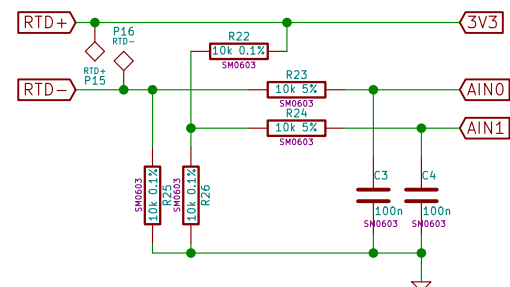 RTD+
P16
RTD-
R22
10k 0.1%
SM0603
3V3
RTD+
P15
RTD-
R23
10k 5%
SM0603
AIN0
R24
10k 5%
SM0603
AIN1
SM0603
10k 0.1%
R25
SM0603
10k 0.1%
R26
C3
100n
SM0603
C4
100n
SM0603